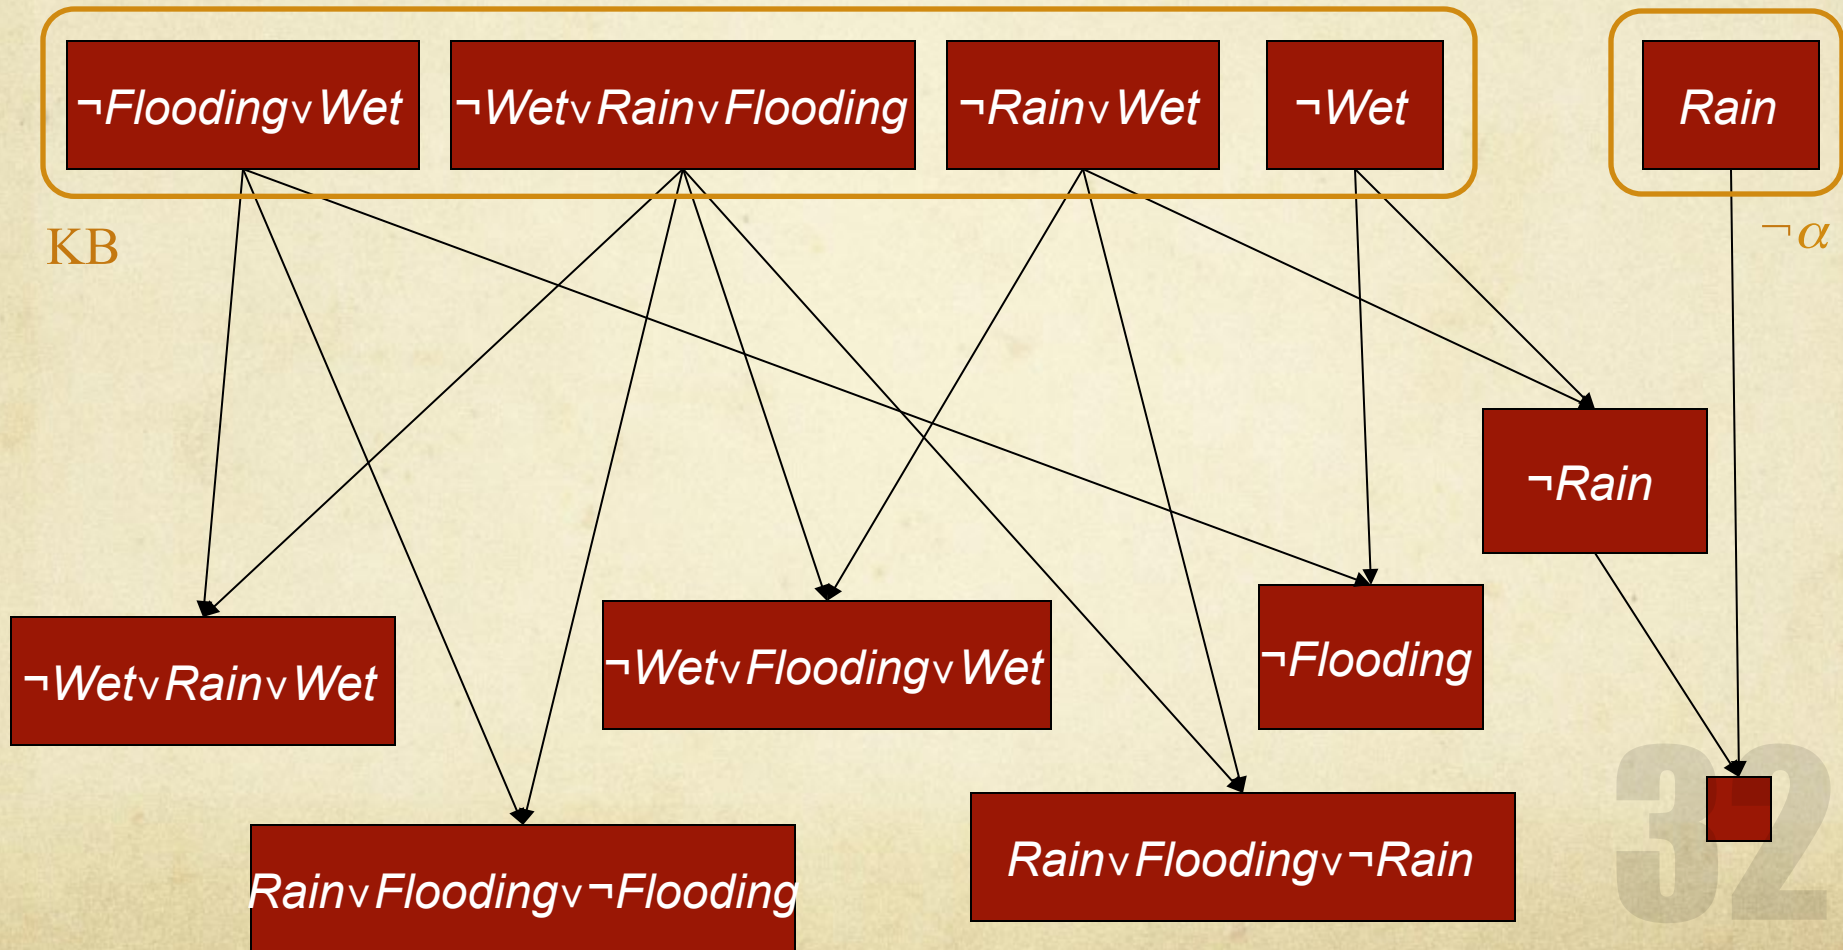 ¬Flooding∨Wet
¬Wet∨Rain∨Flooding
¬Rain∨Wet
¬Wet
Rain
KB
¬α
¬Rain
¬Wet∨Rain∨Wet
¬Wet∨Flooding∨Wet
¬Flooding
Rain∨Flooding∨¬Flooding
Rain∨Flooding∨¬Rain
32